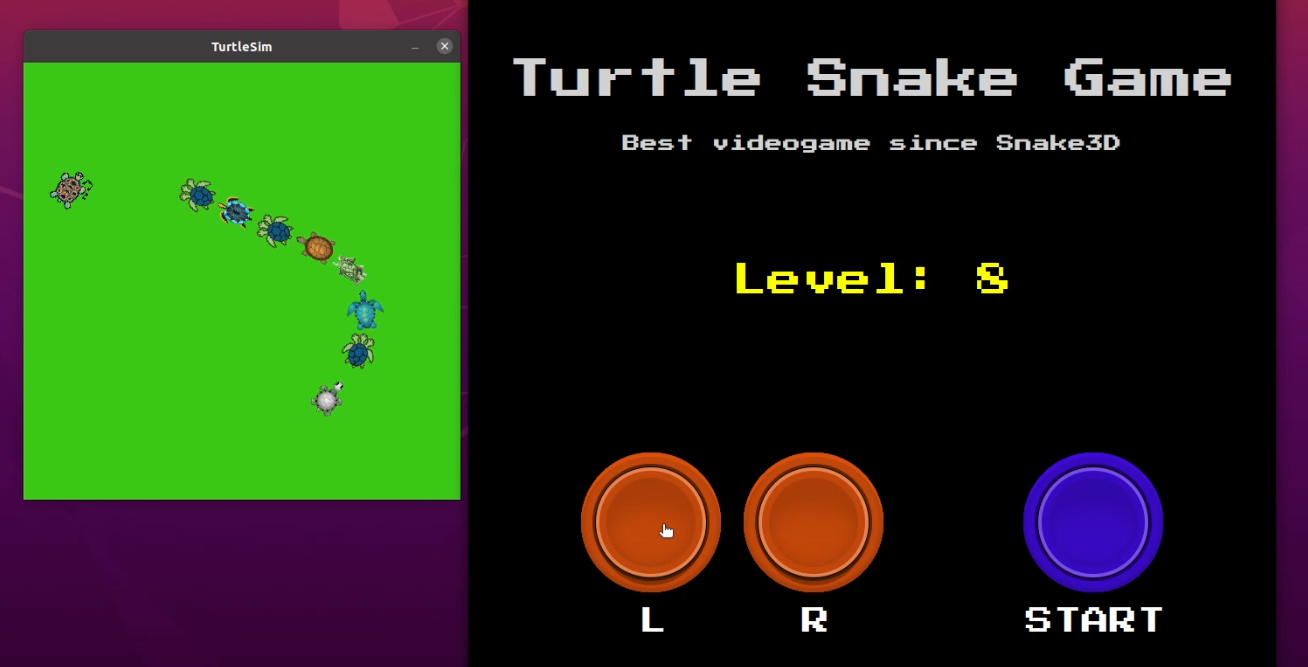 TurtleSim
Turtle Snake Game
Best videogame since Snake3D
Level: 8
L
R
START